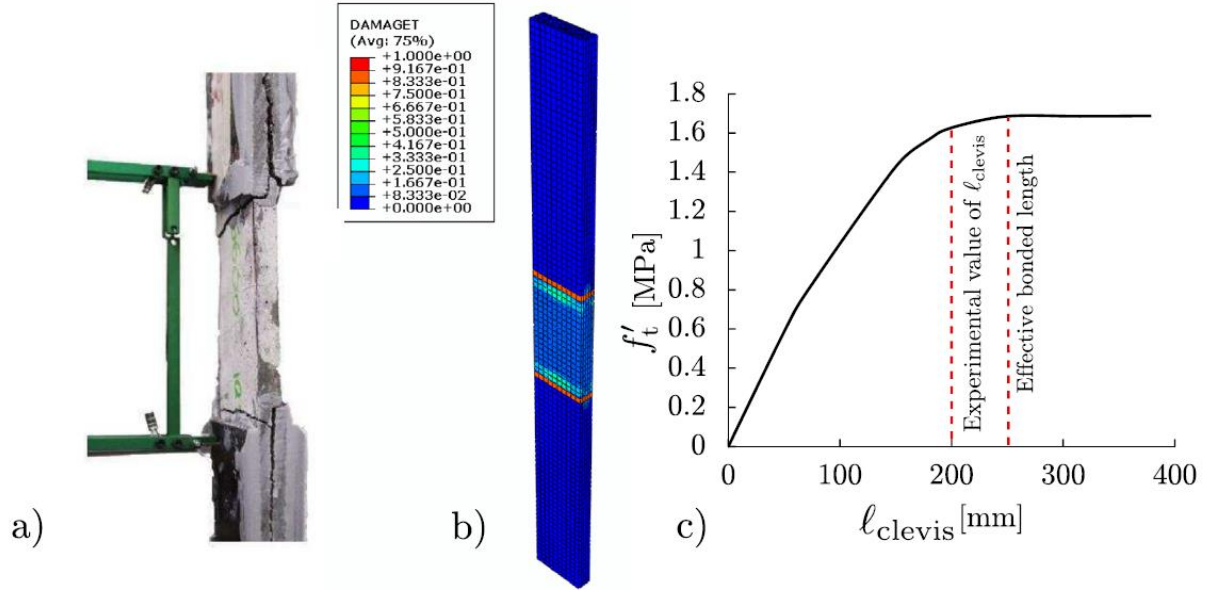 DAMAGET
(Avg: 75%)
+1.000e+00
+9.167e-01
+8.333e-01
+7.500e-01
+6.667e-01
+5.833e-01
+5.000e-01
+4.167e-01
+3.333e-01
+2.500e-01
+1.667e-01
+8.333e-02
+0.000e+00
a)
b)
c)
f′t [MPa]
1.8
1.6
1.4
1.2
1
0.8
0.6
0.4
0.2
0
Experimental value of ℓclevis
Effective bonded length
0 100 200 300 400
ℓclevis [mm]